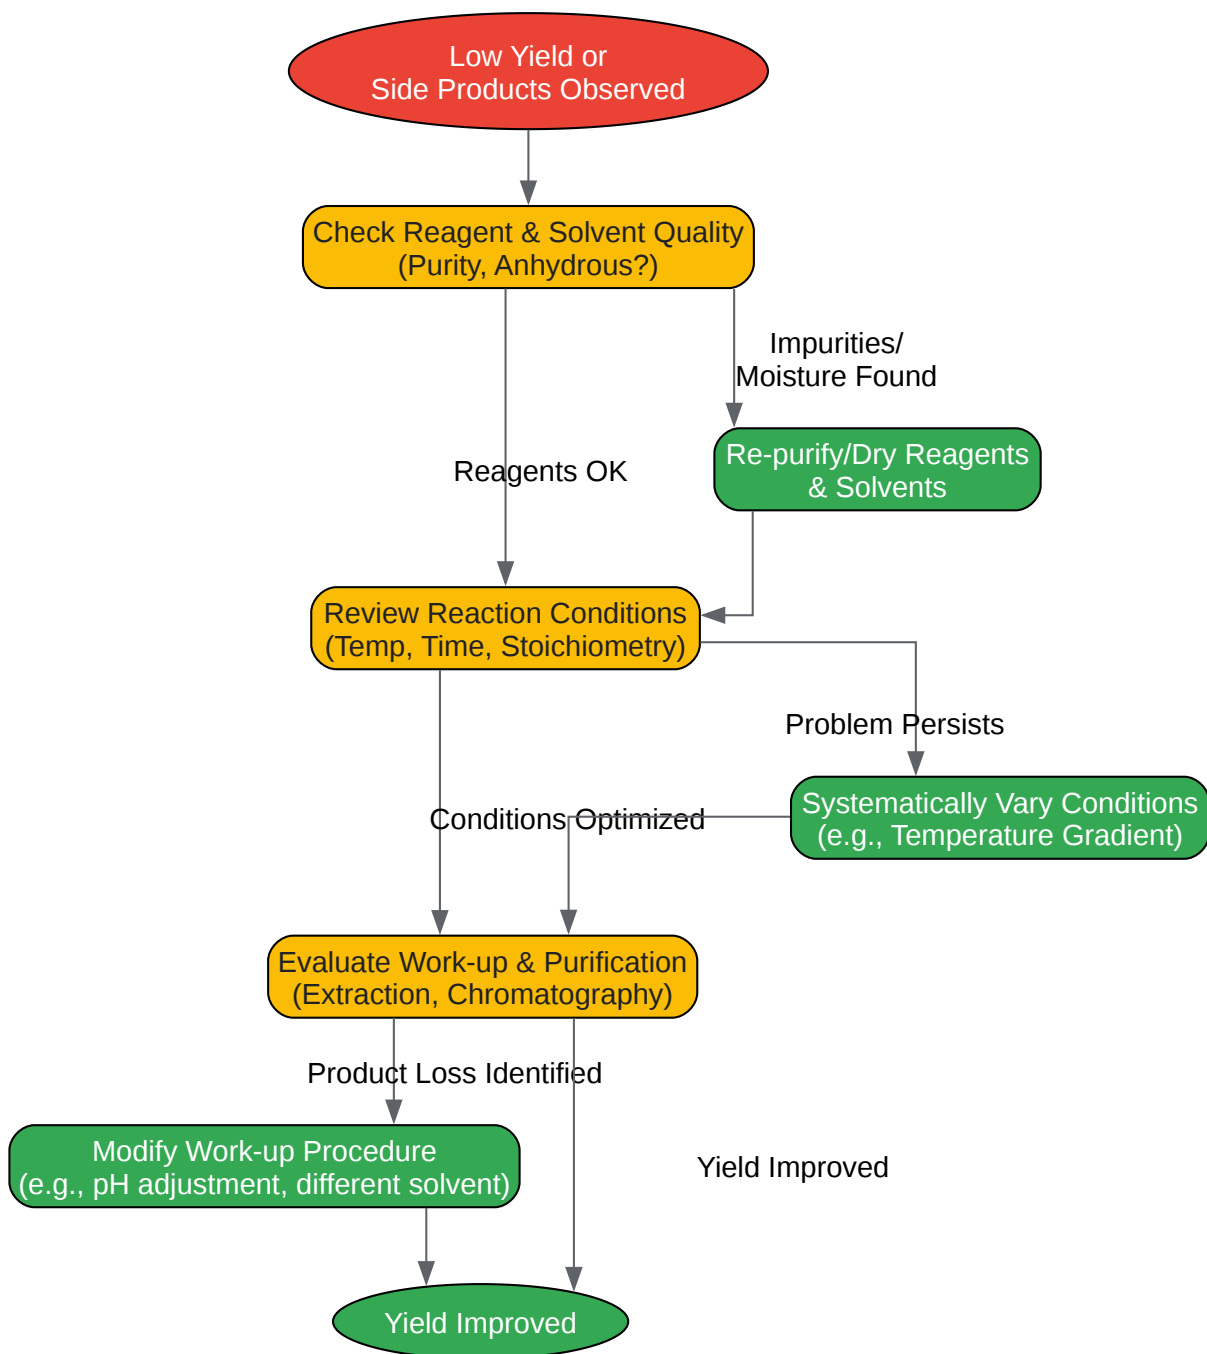 Low Yield or
Side Products Observed
Check Reagent & Solvent Quality
(Purity, Anhydrous?)
Impurities/
Moisture Found
Re-purify/Dry Reagents
& Solvents
Reagents OK
Review Reaction Conditions
(Temp, Time, Stoichiometry)
Problem Persists
Systematically Vary Conditions
(e.g., Temperature Gradient)
Conditions Optimized
Evaluate Work-up & Purification
(Extraction, Chromatography)
Product Loss Identified
Modify Work-up Procedure
(e.g., pH adjustment, different solvent)
Yield Improved
Yield Improved